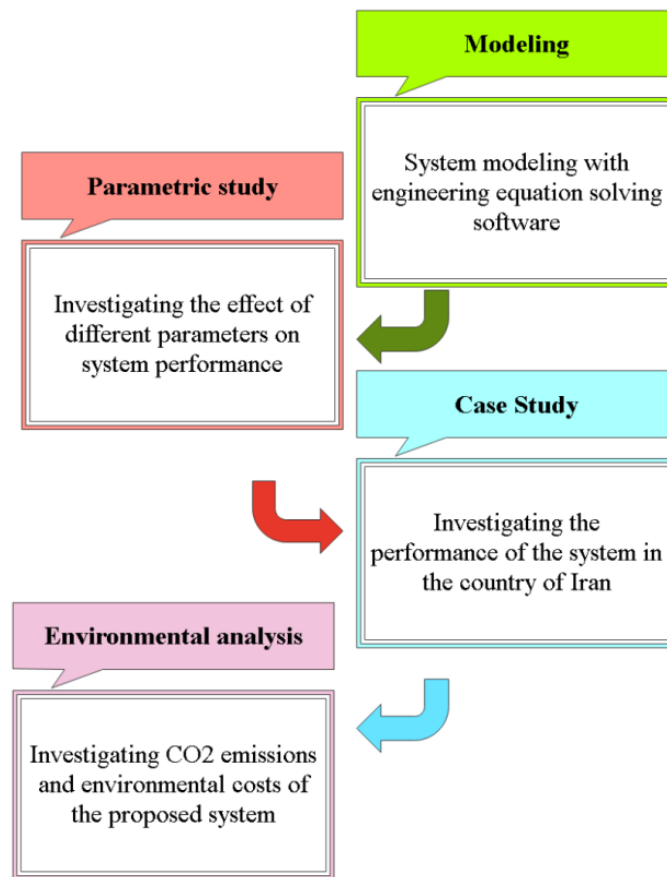 Modeling
System modeling with
engineering equation solving
software
Parametric study
Investigating the effect of
different parameters on
system performance
Case Study
Investigating the
performance of the system in
the country of Iran
Environmental analysis
Investigating CO2 emissions
and environmental costs of
the proposed system